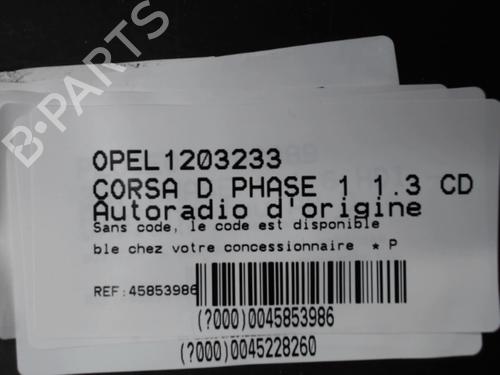 B-PARTS
OPEL1203233
CORSA D PHASE 1 1.3 CD
Autoradio d'origine
Sans code, le code est disponible
ble chez votre concessionnaire * P
REF:45853986
(?000)0045853986
(?000)0045228260